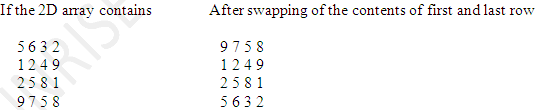 If the 2D array contains After swapping of the contents of first and last row
5 6 3 2 9 7 5 8
1 2 4 9 1 2 4 9
2 5 8 1 2 5 8 1
9 7 5 8 5 6 3 2